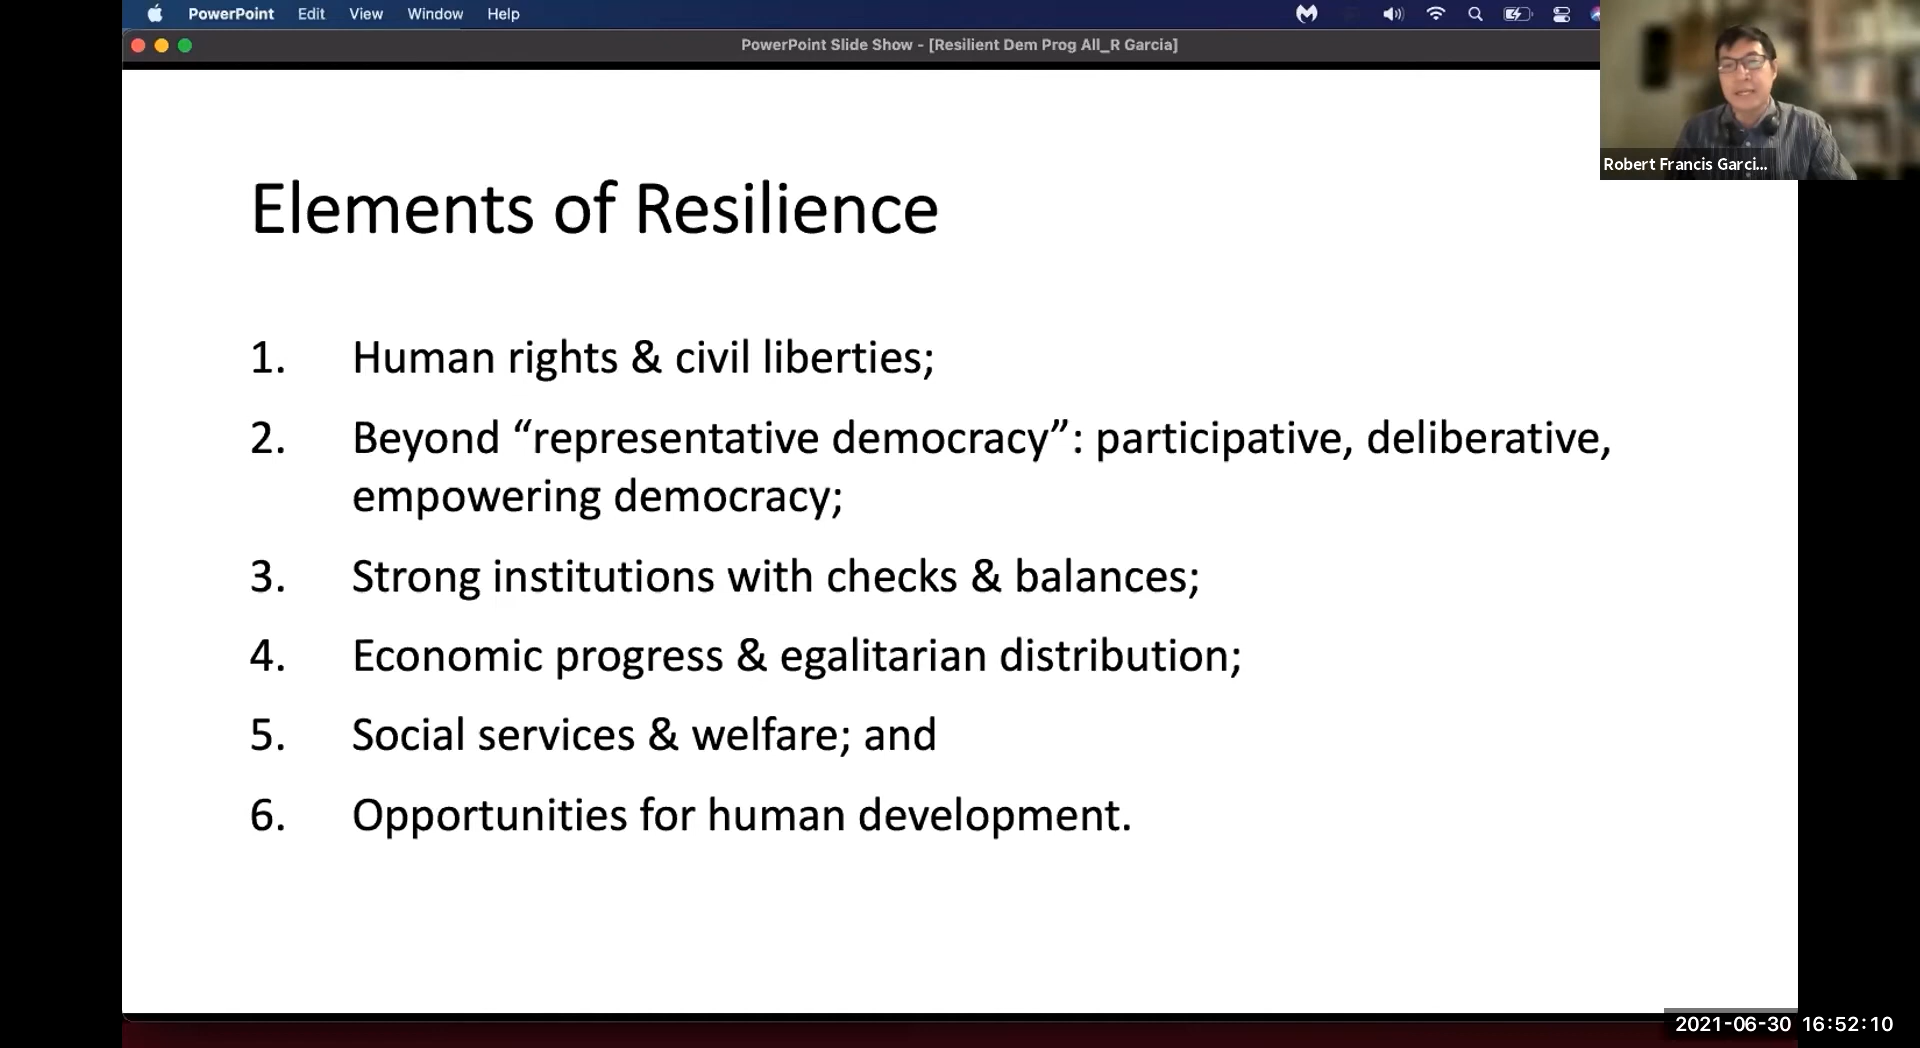 PowerPoint Edit View Window Help
PowerPoint Slide Show - [Resilient Dem Prog All_R Garcia]
Robert Francis Garci...
Elements of Resilience
1. Human rights & civil liberties;
2. Beyond “representative democracy”: participative, deliberative,
empowering democracy;
3. Strong institutions with checks & balances;
4. Economic progress & egalitarian distribution;
5. Social services & welfare; and
6. Opportunities for human development.
2021-06-30 16:52:10